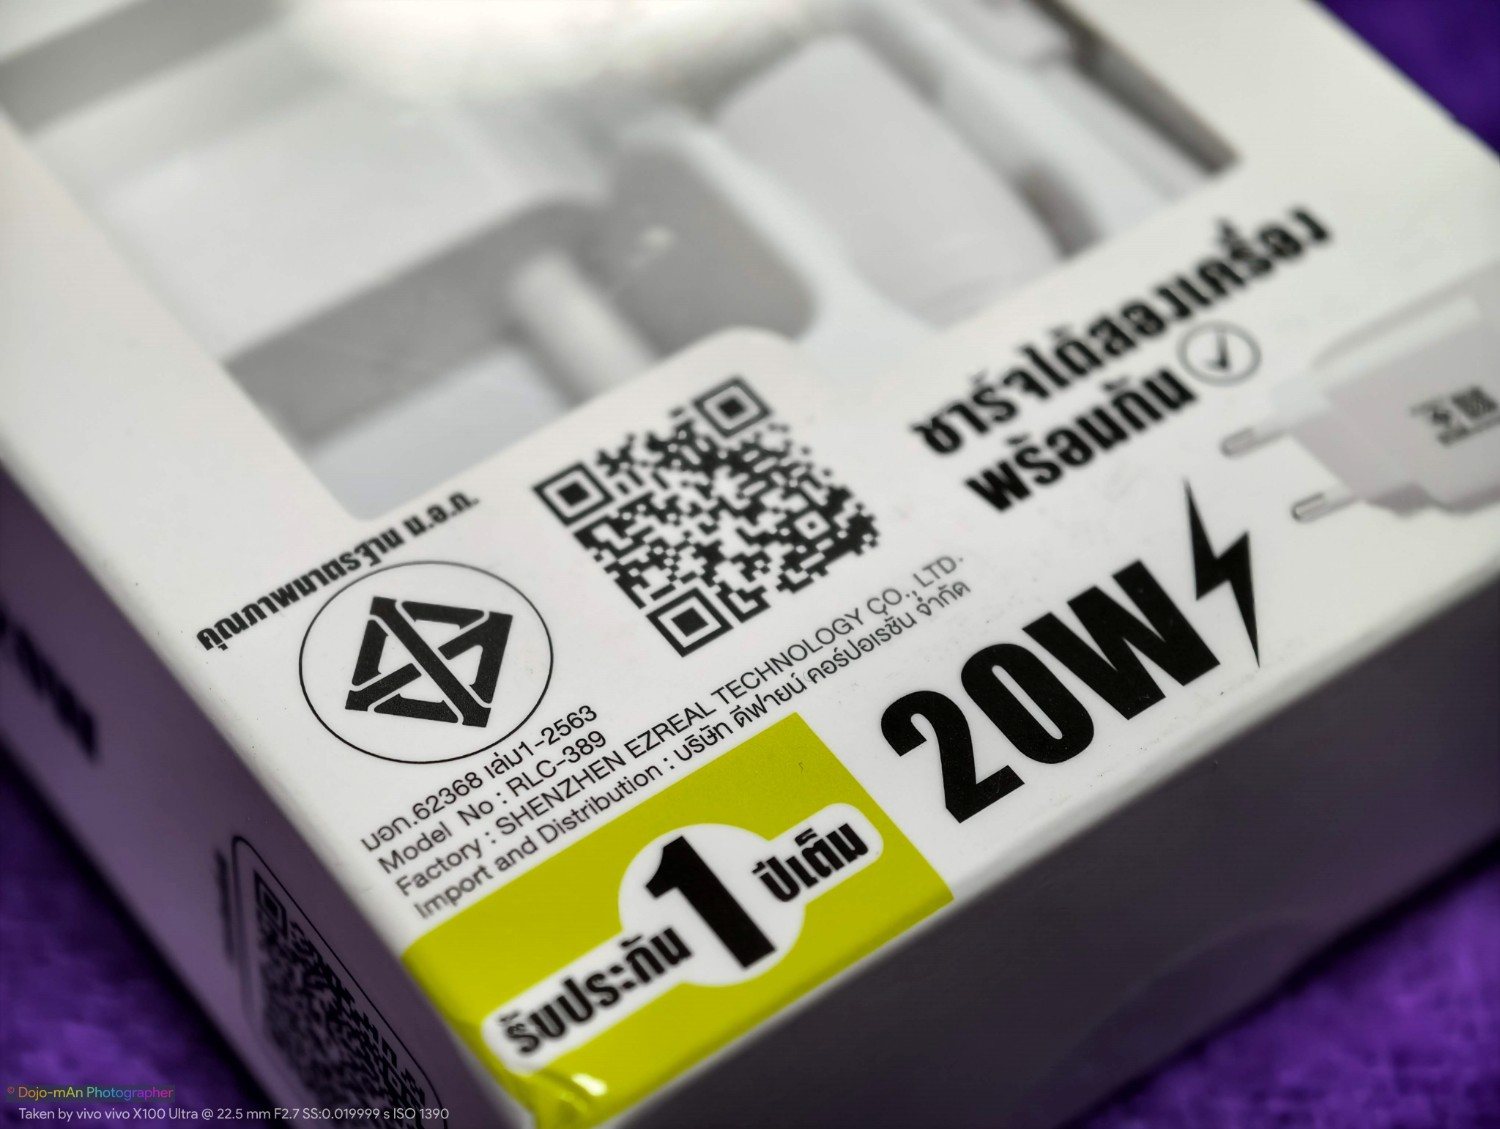 ชาร์จได้สองเครื่อง
พร้อมกัน
20W
คุณภาพมาตรฐาน ม.อ.ก.
มอก.62368 เล่ม1-2563
Model No : RLC-389
Factory : SHENZHEN EZREAL TECHNOLOGY CO., LTD.
Import and Distribution : บริษัท ดีฟายน์ คอร์ปอเรชั่น จำกัด
รับประกัน 1 ปีเต็ม
© Dojo-mAn Photographer
Taken by vivo vivo X100 Ultra @ 22.5 mm F2.7 SS:0.019999 s ISO 1390